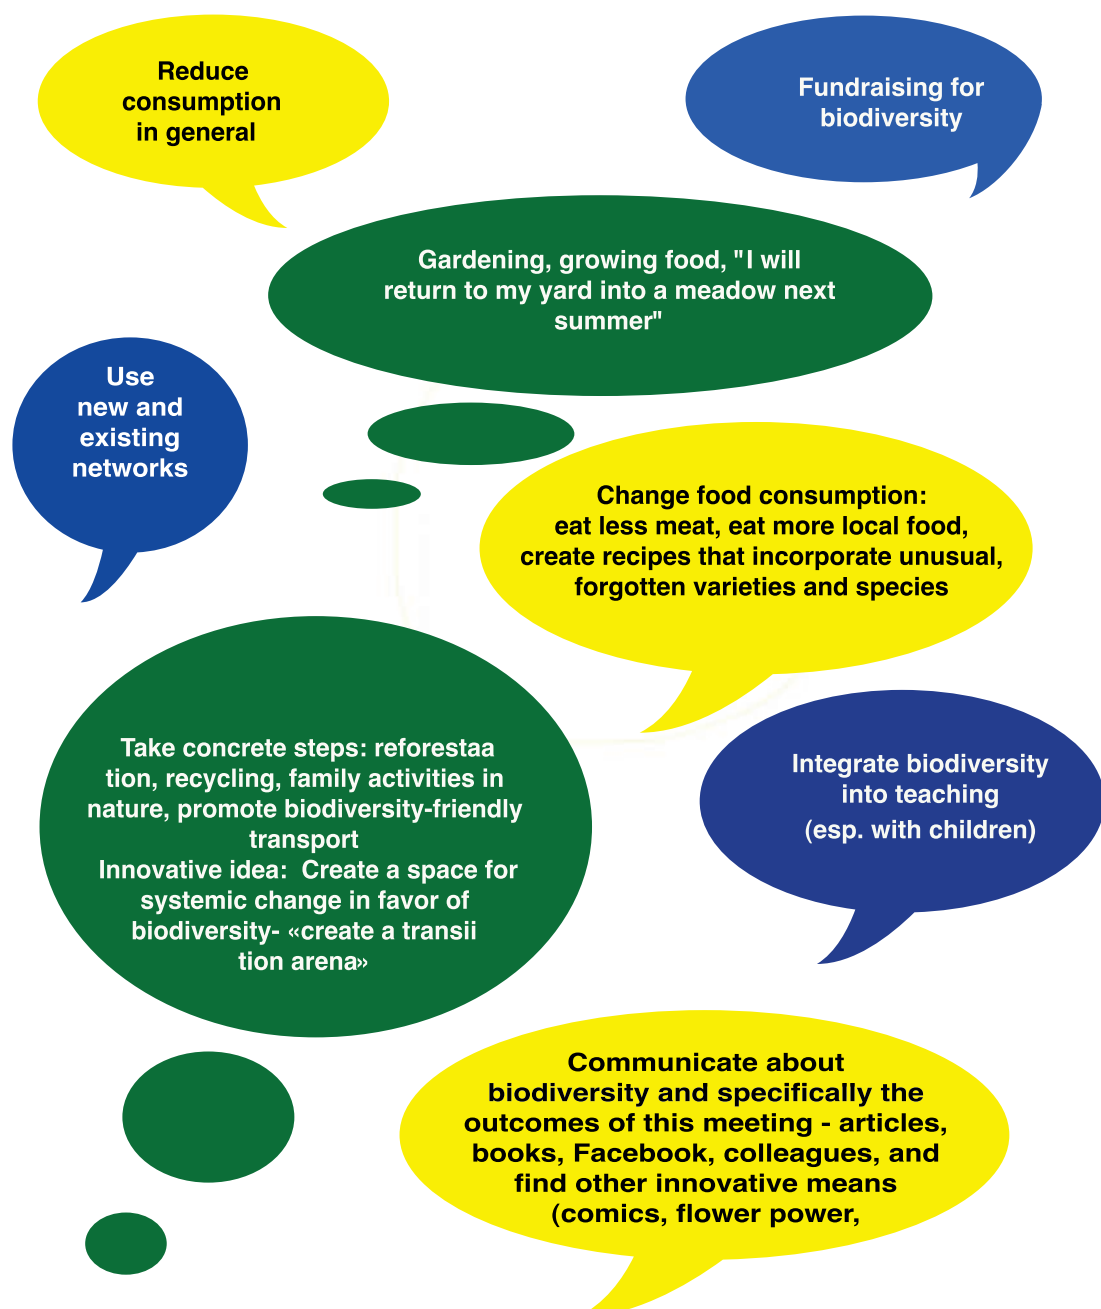 Reduce
consumption
in general
Fundraising for
biodiversity
Gardening, growing food, "I will
return to my yard into a meadow next
summer"
Use
new and
existing
networks
Change food consumption:
eat less meat, eat more local food,
create recipes that incorporate unusual,
forgotten varieties and species
Take concrete steps: reforestaa
tion, recycling, family activities in
nature, promote biodiversity-friendly
transport
Innovative idea:  Create a space for
systemic change in favor of
biodiversity- «create a transii
tion arena»
Integrate biodiversity
into teaching
(esp. with children)
Communicate about
biodiversity and specifically the
outcomes of this meeting - articles,
books, Facebook, colleagues, and
find other innovative means
(comics, flower power,